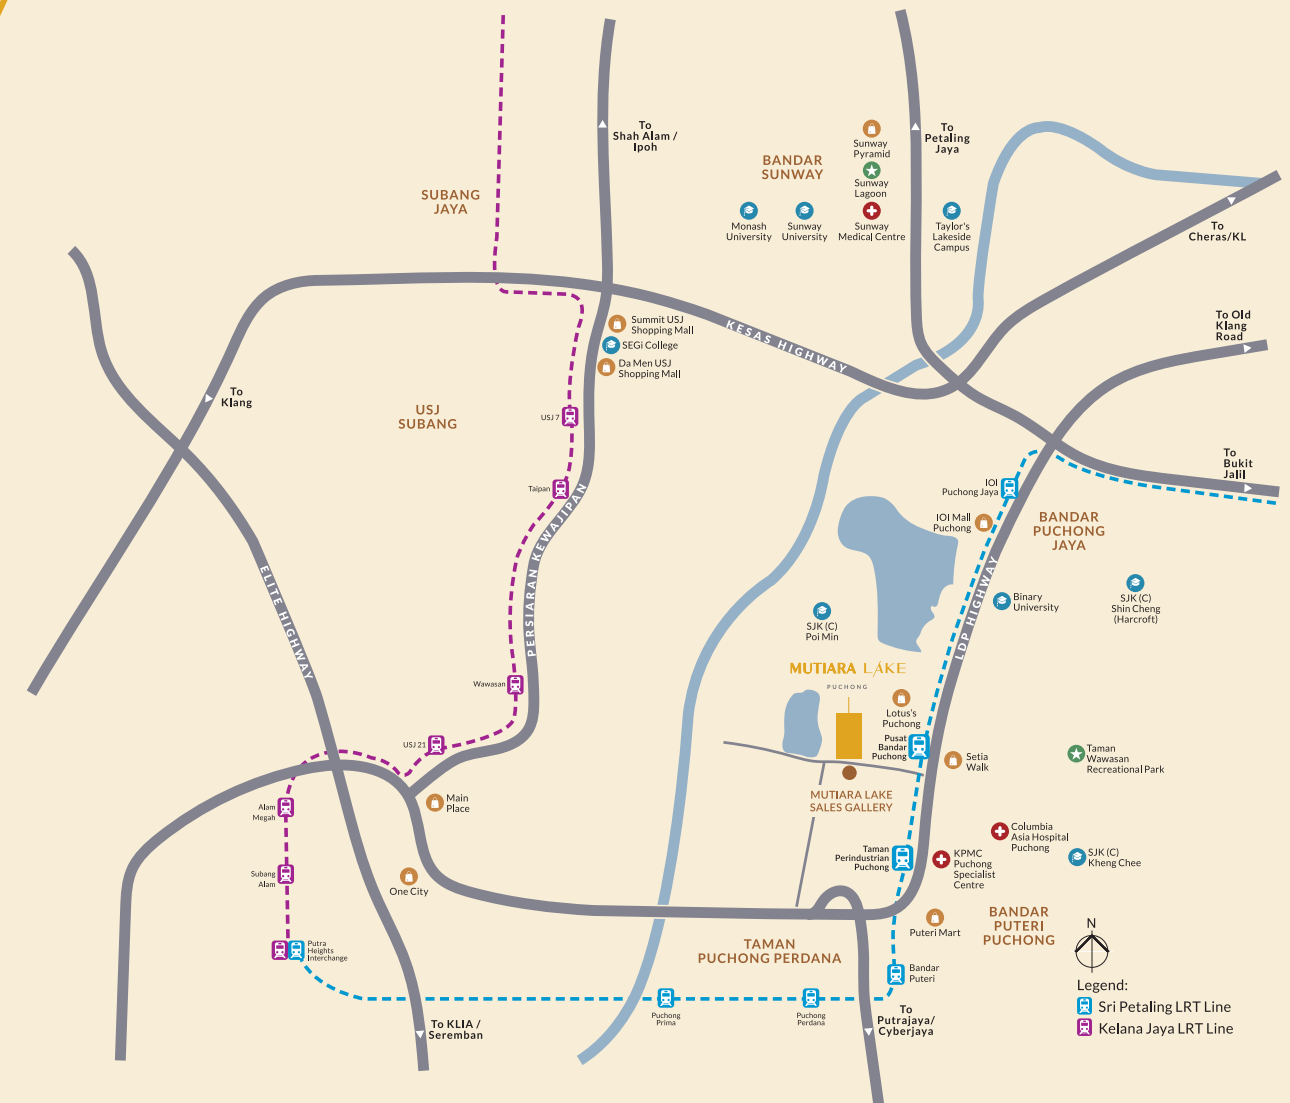 To
Shah Alam /
Ipoh
To
Petaling
Jaya
Sunway
Pyramid
BANDAR
SUNWAY
Sunway
Lagoon
SUBANG
JAYA
Monash
University
Sunway
University
Sunway
Medical Centre
Taylor's
Lakeside
Campus
To
Cheras/KL
Summit USJ
Shopping Mall
SEGi College
Da Men USJ
Shopping Mall
KESAS HIGHWAY
To Old
Klang
Road
To
Klang
USJ
SUBANG
USJ 7
To
Bukit
Jalil
Taipan
IOI
Puchong Jaya
IOI Mall
Puchong
BANDAR
PUCHONG
JAYA
PERSIARAN KEWAJIPAN
ELITE HIGHWAY
LDP HIGHWAY
Binary
University
SJK (C)
Shin Cheng
(Harcroft)
SJK (C)
Poi Min
MUTIARA LAKE
PUCHONG
Wawasan
Lotus's
Puchong
USJ 21
Pusat
Bandar
Puchong
Setia
Walk
Taman
Wawasan
Recreational Park
MUTIARA LAKE
SALES GALLERY
Alam
Megah
Main
Place
Columbia
Asia Hospital
Puchong
Taman
Perindustrian
Puchong
KPMC
Puchong
Specialist
Centre
SJK (C)
Kheng Chee
Subang
Alam
One City
Puteri Mart
BANDAR
PUTERI
PUCHONG
N
Putra
Heights
Interchange
TAMAN
PUCHONG PERDANA
Bandar
Puteri
Legend:
Sri Petaling LRT Line
Kelana Jaya LRT Line
Puchong
Prima
Puchong
Perdana
To KLIA /
Seremban
To
Putrajaya/
Cyberjaya